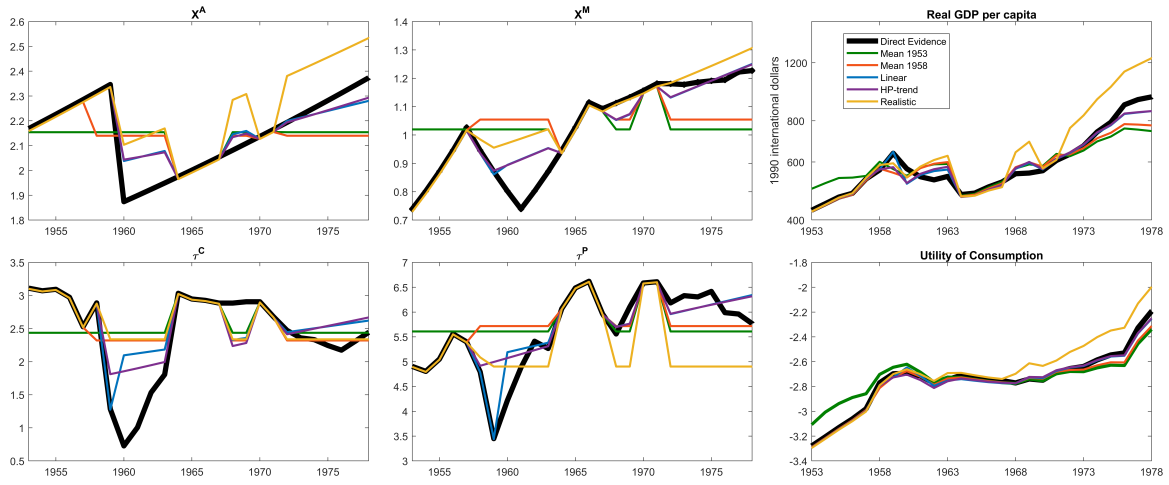 X^A
2.6
2.5
2.4
2.3
2.2
2.1
2
1.9
1.8
1955 1960 1965 1970 1975
X^M
1.4
1.3
1.2
1.1
1
0.9
0.8
0.7
1955 1960 1965 1970 1975
Real GDP per capita
1990 international dollars
1200
800
600
400
Direct Evidence
Mean 1953
Mean 1958
Linear
HP-trend
Realistic
1953 1958 1963 1968 1973 1978
τ^C
3.5
3
2.5
2
1.5
1
0.5
1955 1960 1965 1970 1975
τ^P
7
6.5
6
5.5
5
4.5
4
3.5
3
1955 1960 1965 1970 1975
Utility of Consumption
-1.8
-2
-2.2
-2.4
-2.6
-2.8
-3
-3.2
-3.4
1953 1958 1963 1968 1973 1978